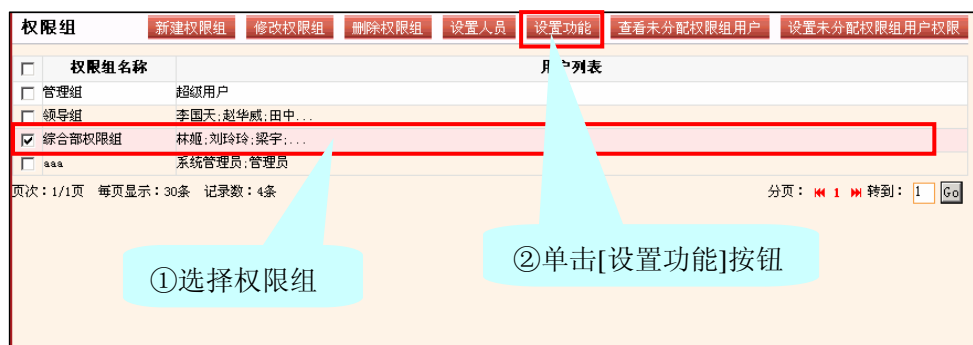 权限组 新建权限组 修改权限组 删除权限组 设置人员 设置功能 查看未分配权限组用户 设置未分配权限组用户权限
权限组名称 用户列表
管理组 超级用户
领导组 李国天;赵华威;田中...
综合部权限组 林姬;刘玲玲;梁宇;...
aaa 系统管理员;管理员
页次：1/1页 每页显示：30条 记录数：4条 分页： 1 转到： 1 Go
②单击[设置功能]按钮
①选择权限组